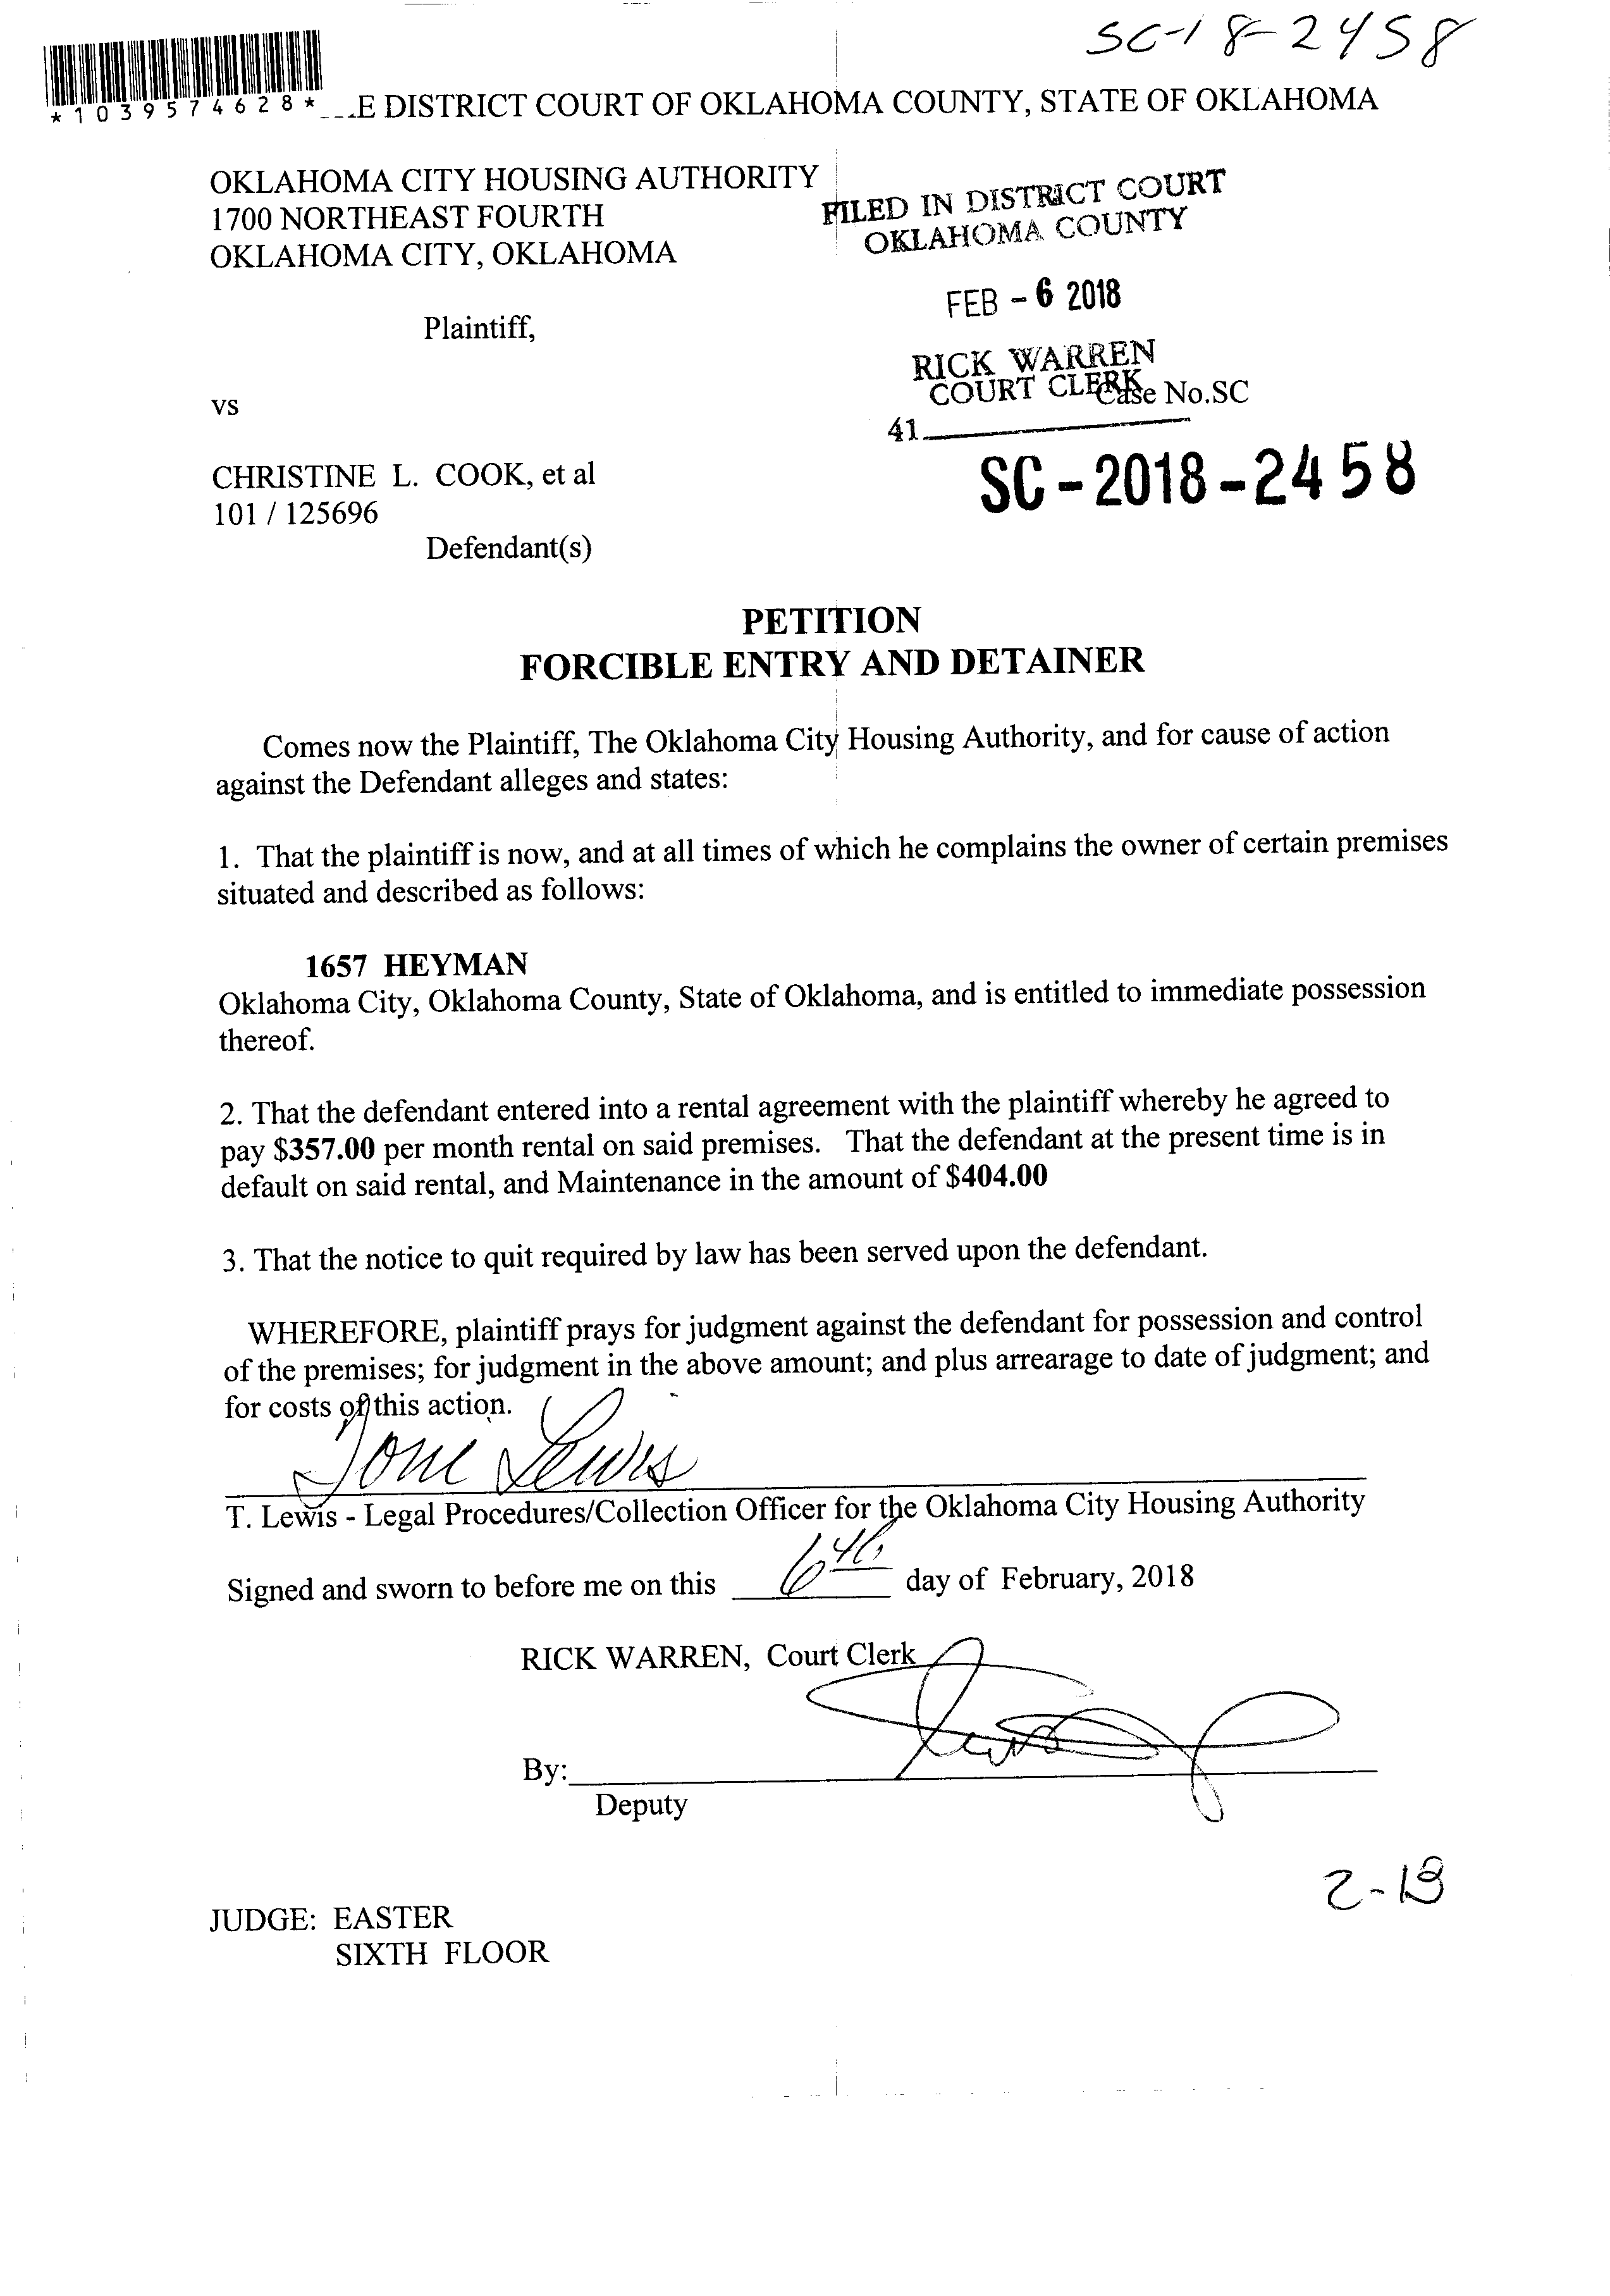 SC-18-2458
*1039574628*
E DISTRICT COURT OF OKLAHOMA COUNTY, STATE OF OKLAHOMA
OKLAHOMA CITY HOUSING AUTHORITY
1700 NORTHEAST FOURTH
OKLAHOMA CITY, OKLAHOMA
FILED IN DISTRICT COURT
OKLAHOMA COUNTY
FEB - 6 2018
Plaintiff,
RICK WARREN
COURT CLERK
Case No.SC
vs
41
SC-2018-2458
CHRISTINE L. COOK, et al
101 / 125696
Defendant(s)
PETITION
FORCIBLE ENTRY AND DETAINER
Comes now the Plaintiff, The Oklahoma City Housing Authority, and for cause of action
against the Defendant alleges and states:
1. That the plaintiff is now, and at all times of which he complains the owner of certain premises
situated and described as follows:
1657 HEYMAN
Oklahoma City, Oklahoma County, State of Oklahoma, and is entitled to immediate possession
thereof.
2. That the defendant entered into a rental agreement with the plaintiff whereby he agreed to
pay $357.00 per month rental on said premises. That the defendant at the present time is in
default on said rental, and Maintenance in the amount of $404.00
3. That the notice to quit required by law has been served upon the defendant.
WHEREFORE, plaintiff prays for judgment against the defendant for possession and control
of the premises; for judgment in the above amount; and plus arrearage to date of judgment; and
for costs of this action.
Lewis
T. Lewis - Legal Procedures/Collection Officer for the Oklahoma City Housing Authority
Signed and sworn to before me on this 6th day of February, 2018
RICK WARREN, Court Clerk
By:
Deputy
2-13
JUDGE: EASTER
SIXTH FLOOR